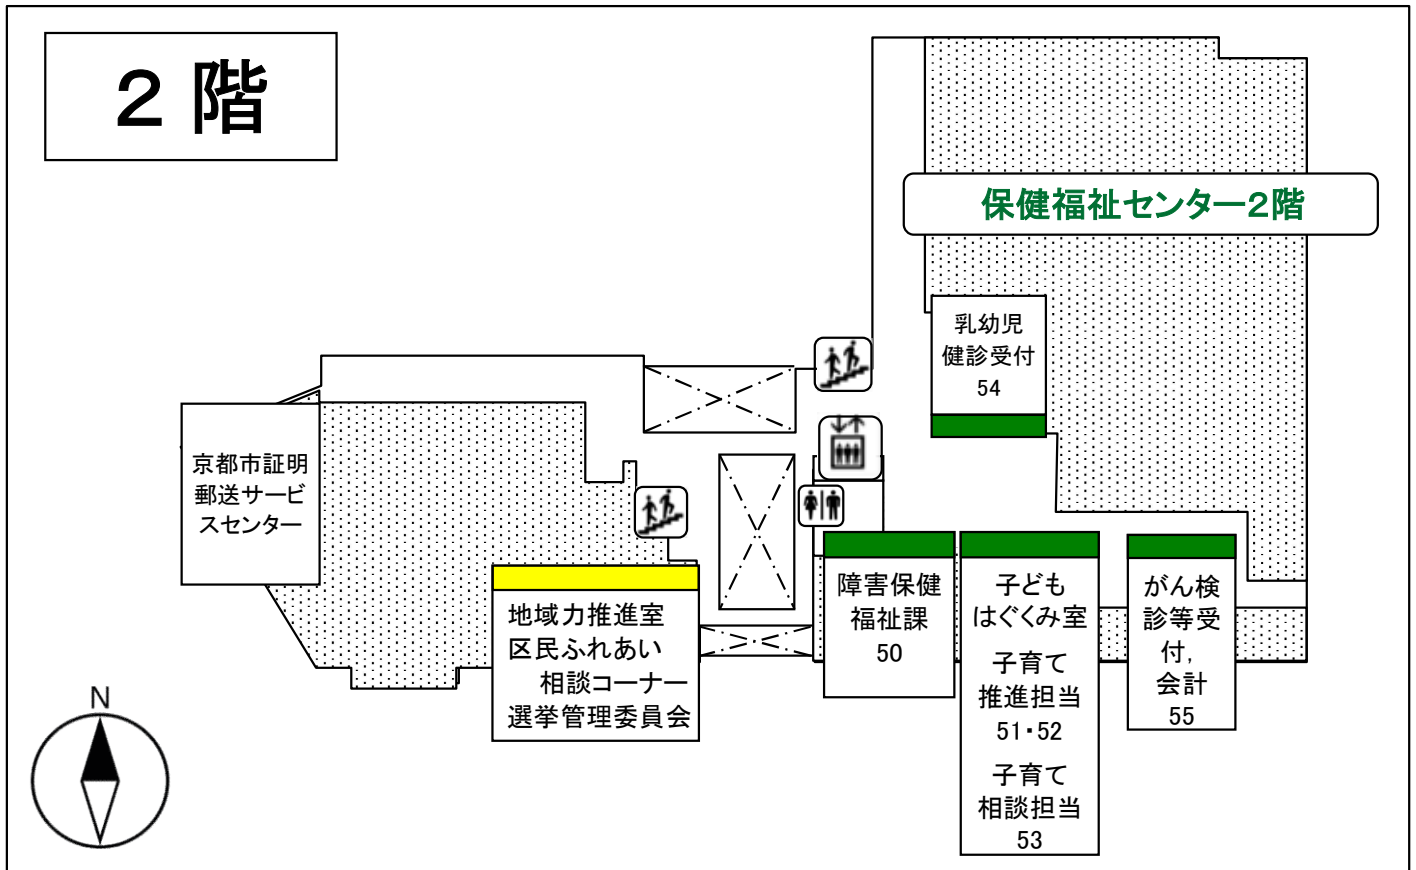 ２ 階
保健福祉センター２階
乳幼児
健診受付
54
京都市証明
郵送サービ
スセンター
地域力推進室
区民ふれあい
相談コーナー
選挙管理委員会
障害保健
福祉課
50
子ども
はぐくみ室
子育て
推進担当
51・52
子育て
相談担当
53
がん検
診等受
付，
会計
55
N